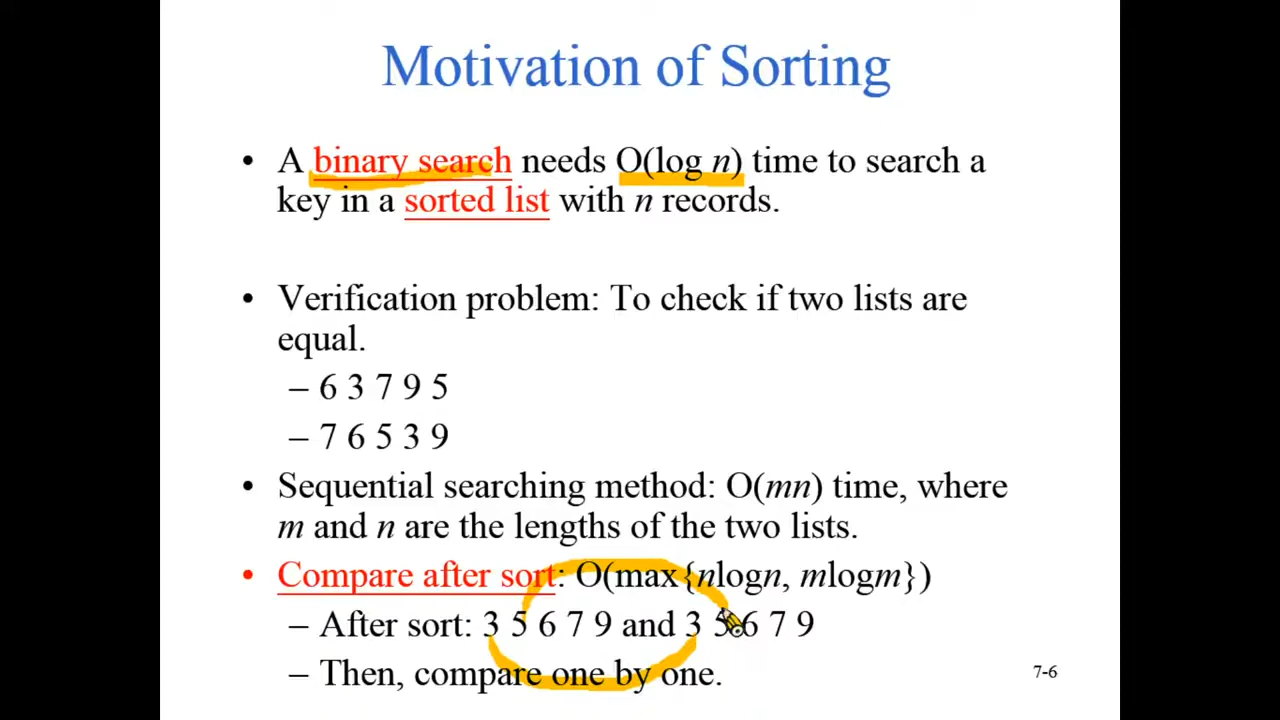 Motivation of Sorting
• A binary search needs O(log n) time to search a
key in a sorted list with n records.
• Verification problem: To check if two lists are
equal.
– 6 3 7 9 5
– 7 6 5 3 9
• Sequential searching method: O(mn) time, where
m and n are the lengths of the two lists.
• Compare after sort: O(max{nlogn, mlogm})
– After sort: 3 5 6 7 9 and 3 5 6 7 9
– Then, compare one by one.
7-6